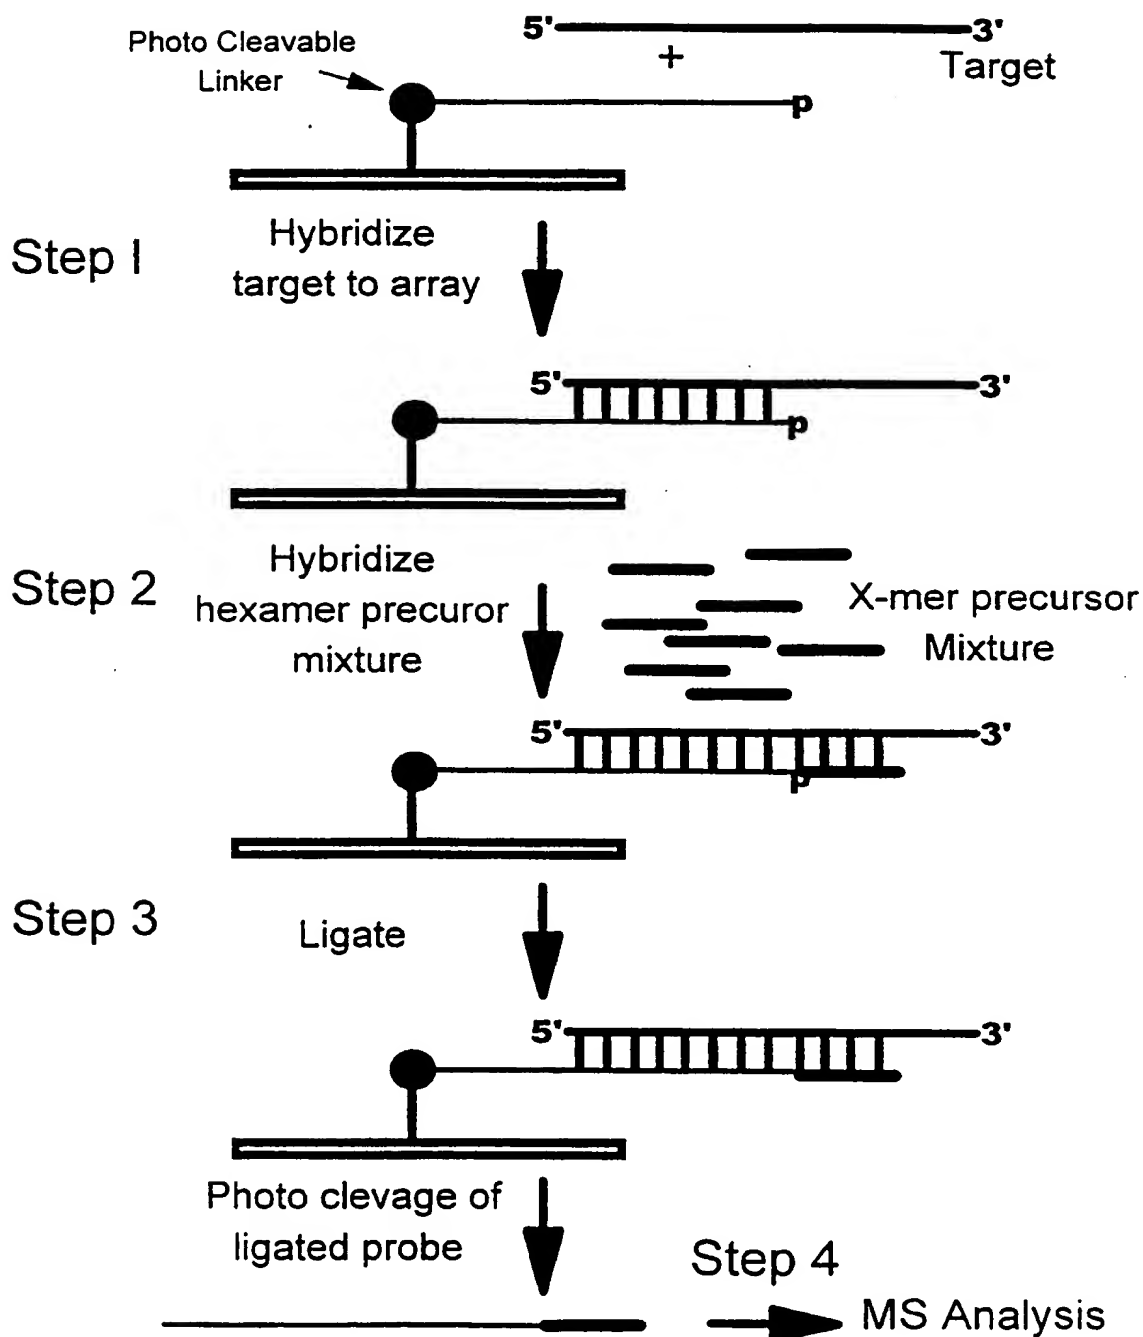 Photo Cleavable
Linker
5'
3'
+
Target
p
Step I
Hybridize
target to array
5'
3'
p
Step 2
Hybridize
hexamer precuror
mixture
X-mer precursor
Mixture
5'
3'
p
Step 3
Ligate
5'
3'
Photo clevage of
ligated probe
Step 4
MS Analysis